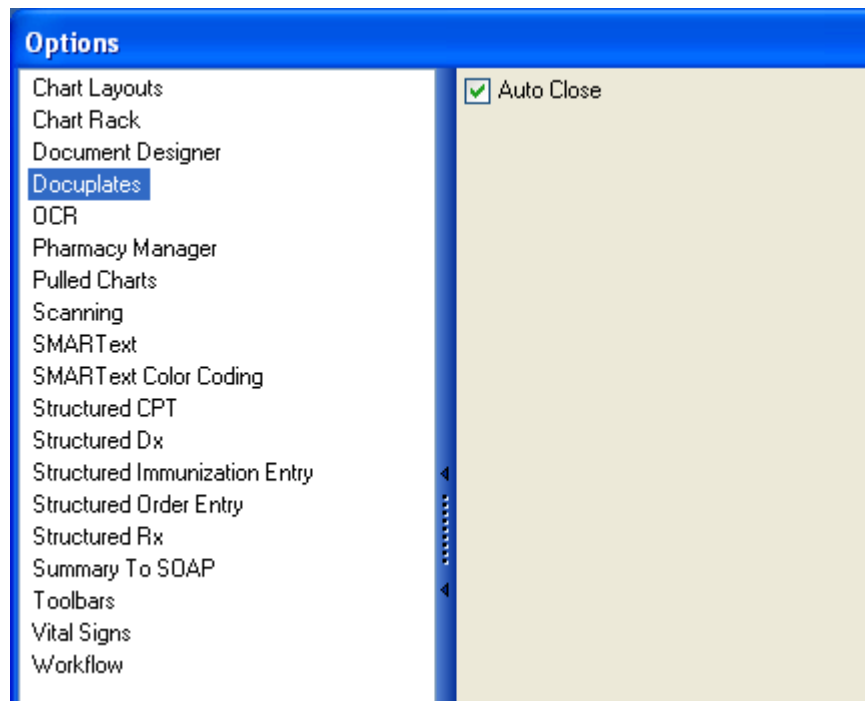 Options
Chart Layouts
Chart Rack
Document Designer
Docuplates
OCR
Pharmacy Manager
Pulled Charts
Scanning
SMARText
SMARText Color Coding
Structured CPT
Structured Dx
Structured Immunization Entry
Structured Order Entry
Structured Rx
Summary To SOAP
Toolbars
Vital Signs
Workflow
Auto Close